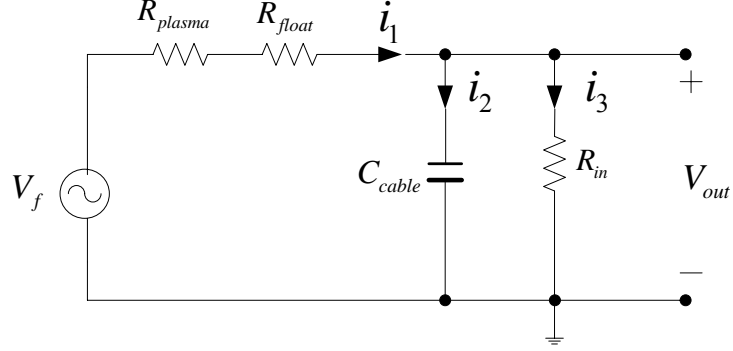 R_plasma
R_float
i_1
i_2
i_3
+
V_f
C_cable
R_in
V_out
−